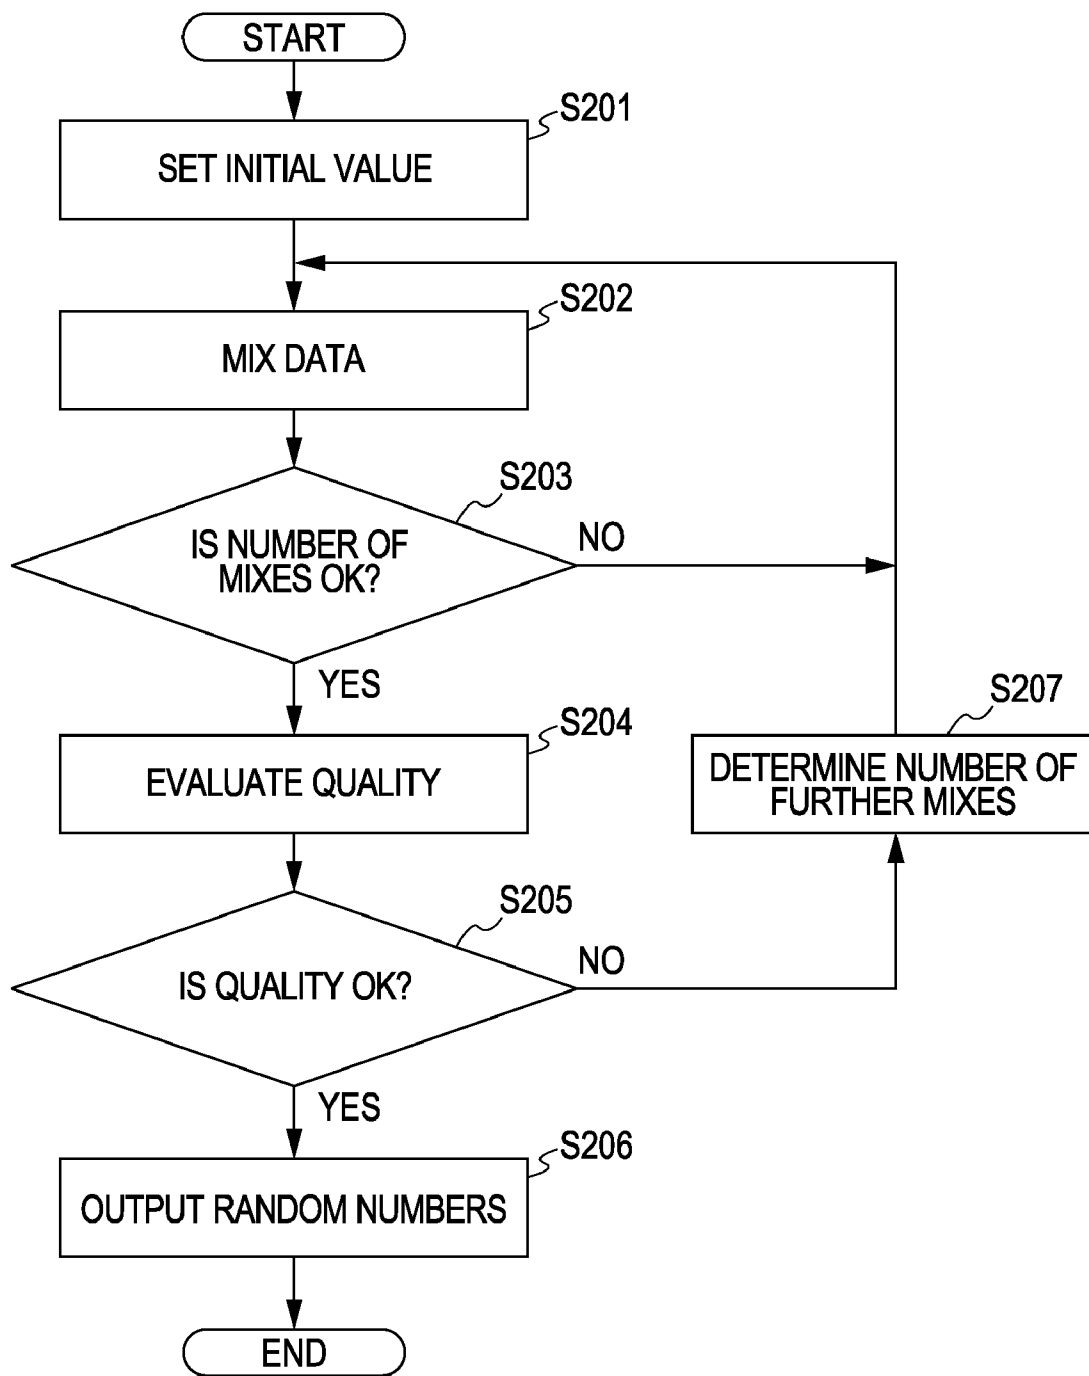 START
S201
SET INITIAL VALUE
S202
MIX DATA
S203
IS NUMBER OF
MIXES OK?
NO
YES
S204
EVALUATE QUALITY
S207
DETERMINE NUMBER OF
FURTHER MIXES
S205
IS QUALITY OK?
NO
YES
S206
OUTPUT RANDOM NUMBERS
END